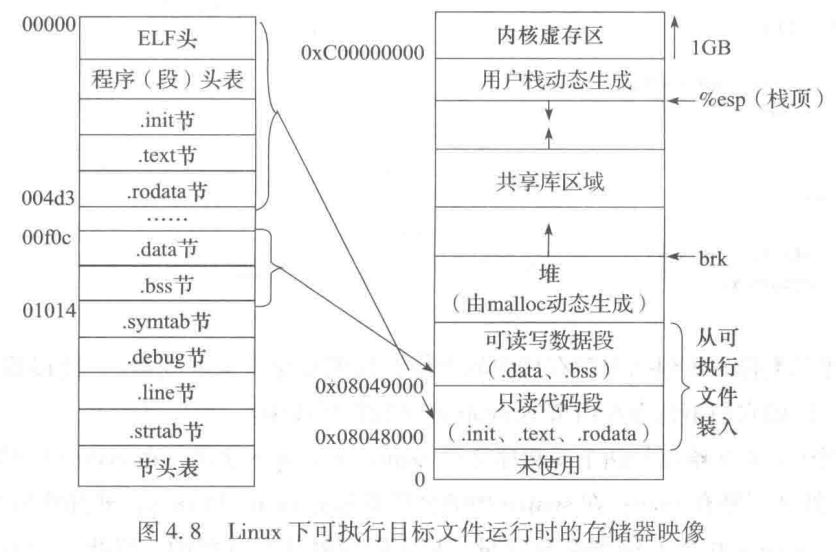 00000
ELF头
程序（段）头表
.init节
.text节
.rodata节
004d3
……
00f0c
.data节
.bss节
01014
.symtab节
.debug节
.line节
.strtab节
节头表
内核虚存区
1GB
0xC00000000
用户栈动态生成
%esp（栈顶）
共享库区域
brk
堆
（由malloc动态生成）
可读写数据段
（.data、.bss）
0x08049000
只读代码段
（.init、.text、.rodata）
0x08048000
未使用
0
从可
执行
文件
装入
图 4.8 Linux 下可执行目标文件运行时的存储器映像